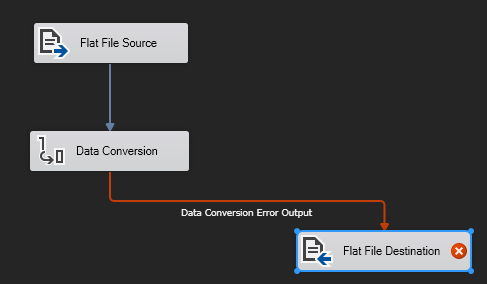 Flat File Source
Data Conversion
Data Conversion Error Output
Flat File Destination